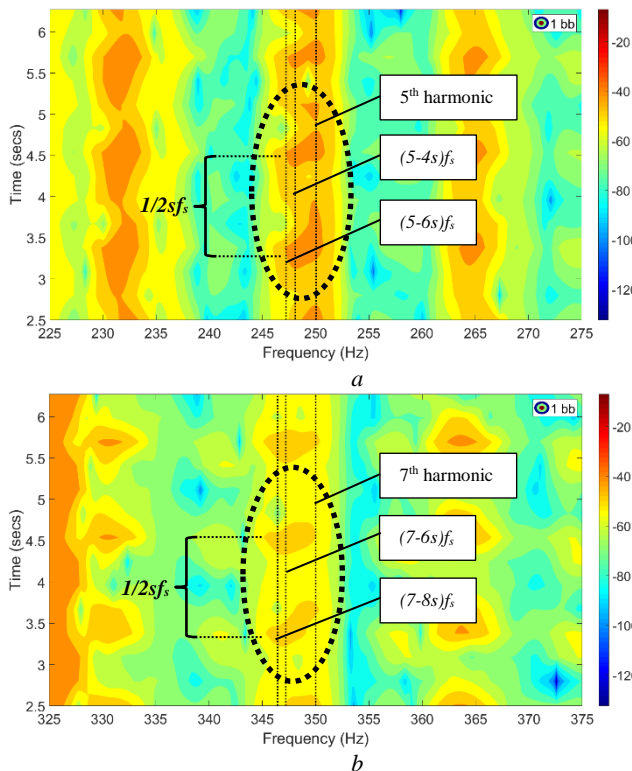 6
5.5
5
4.5
4
3.5
3
2.5
Time (secs)
1 bb
5th harmonic
(5-4s)fs
(5-6s)fs
1/2sfs
225 230 235 240 245 250 255 260 265 270 275
Frequency (Hz)
-20
-40
-60
-80
-100
-120
a
6
5.5
5
4.5
4
3.5
3
2.5
Time (secs)
1 bb
7th harmonic
(7-6s)fs
(7-8s)fs
1/2sfs
325 330 335 340 345 350 355 360 365 370 375
Frequency (Hz)
-20
-40
-60
-80
-100
-120
b